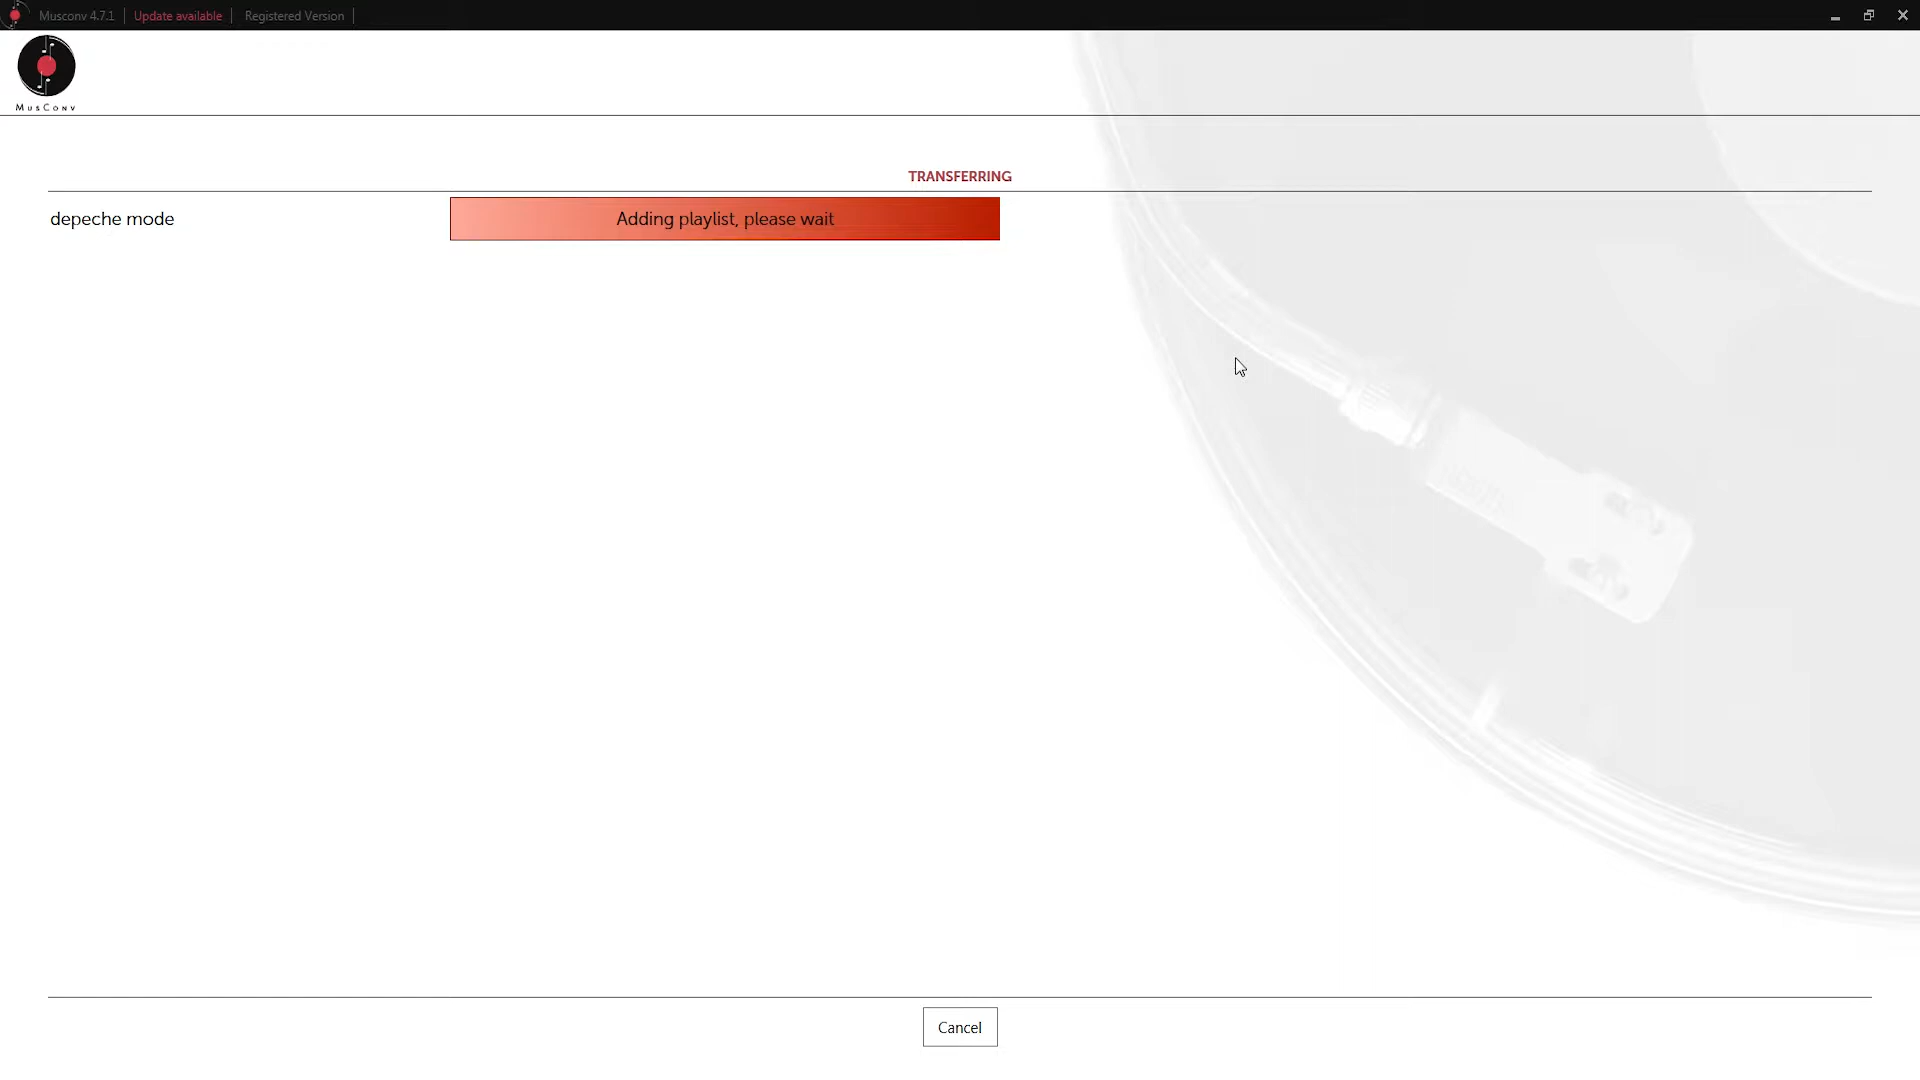 Musconv 4.7.1
Update available
Registered Version
MusConv
TRANSFERRING
depeche mode
Adding playlist, please wait
Cancel